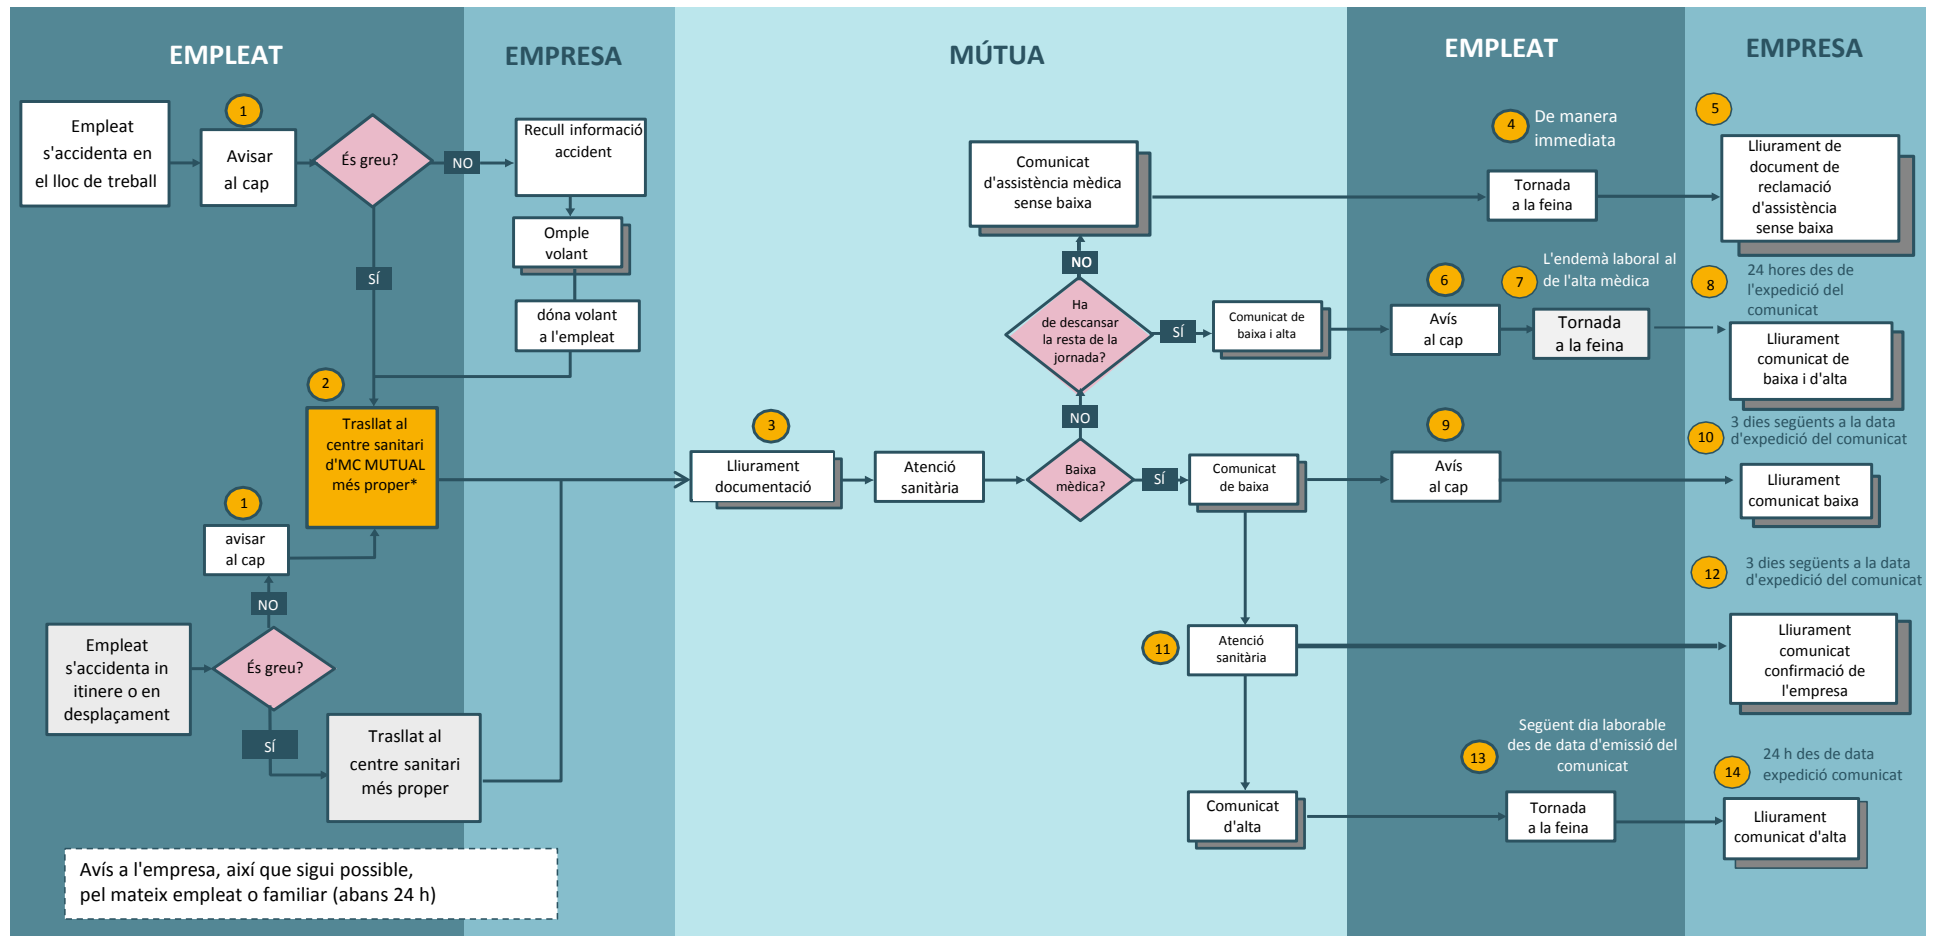 EMPLEAT
EMPRESA
MÚTUA
EMPLEAT
EMPRESA
Empleat
s'accidenta en
el lloc de treball
1
Avisar
al cap
És greu?
NO
SÍ
Recull informació
accident
Omple
volant
dóna volant
a l'empleat
2
Trasllat al
centre sanitari
d'MC MUTUAL
més proper*
1
avisar
al cap
NO
Empleat
s'accidenta in
itinere o en
desplaçament
És greu?
SÍ
Trasllat al
centre sanitari
més proper
Avís a l'empresa, així que sigui possible,
pel mateix empleat o familiar (abans 24 h)
3
Lliurament
documentació
Atenció
sanitària
Baixa
mèdica?
NO
SÍ
Ha
de descansar
la resta de la
jornada?
NO
SÍ
Comunicat
d'assistència mèdica
sense baixa
Comunicat de
baixa i alta
Comunicat
de baixa
11
Atenció
sanitària
Comunicat
d'alta
4
De manera
immediata
Tornada
a la feina
5
Lliurament de
document de
reclamació
d'assistència
sense baixa
6
Avís
al cap
7
L'endemà laboral al
de l'alta mèdica
Tornada
a la feina
8
24 hores des de
l'expedició del
comunicat
Lliurament
comunicat de
baixa i d'alta
9
Avís
al cap
10
3 dies següents a la data
d'expedició del comunicat
Lliurament
comunicat baixa
12
3 dies següents a la data
d'expedició del comunicat
Lliurament
comunicat
confirmació de
l'empresa
13
Següent dia laborable
des de data d'emissió del
comunicat
Tornada
a la feina
14
24 h des de data
expedició comunicat
Lliurament
comunicat d'alta